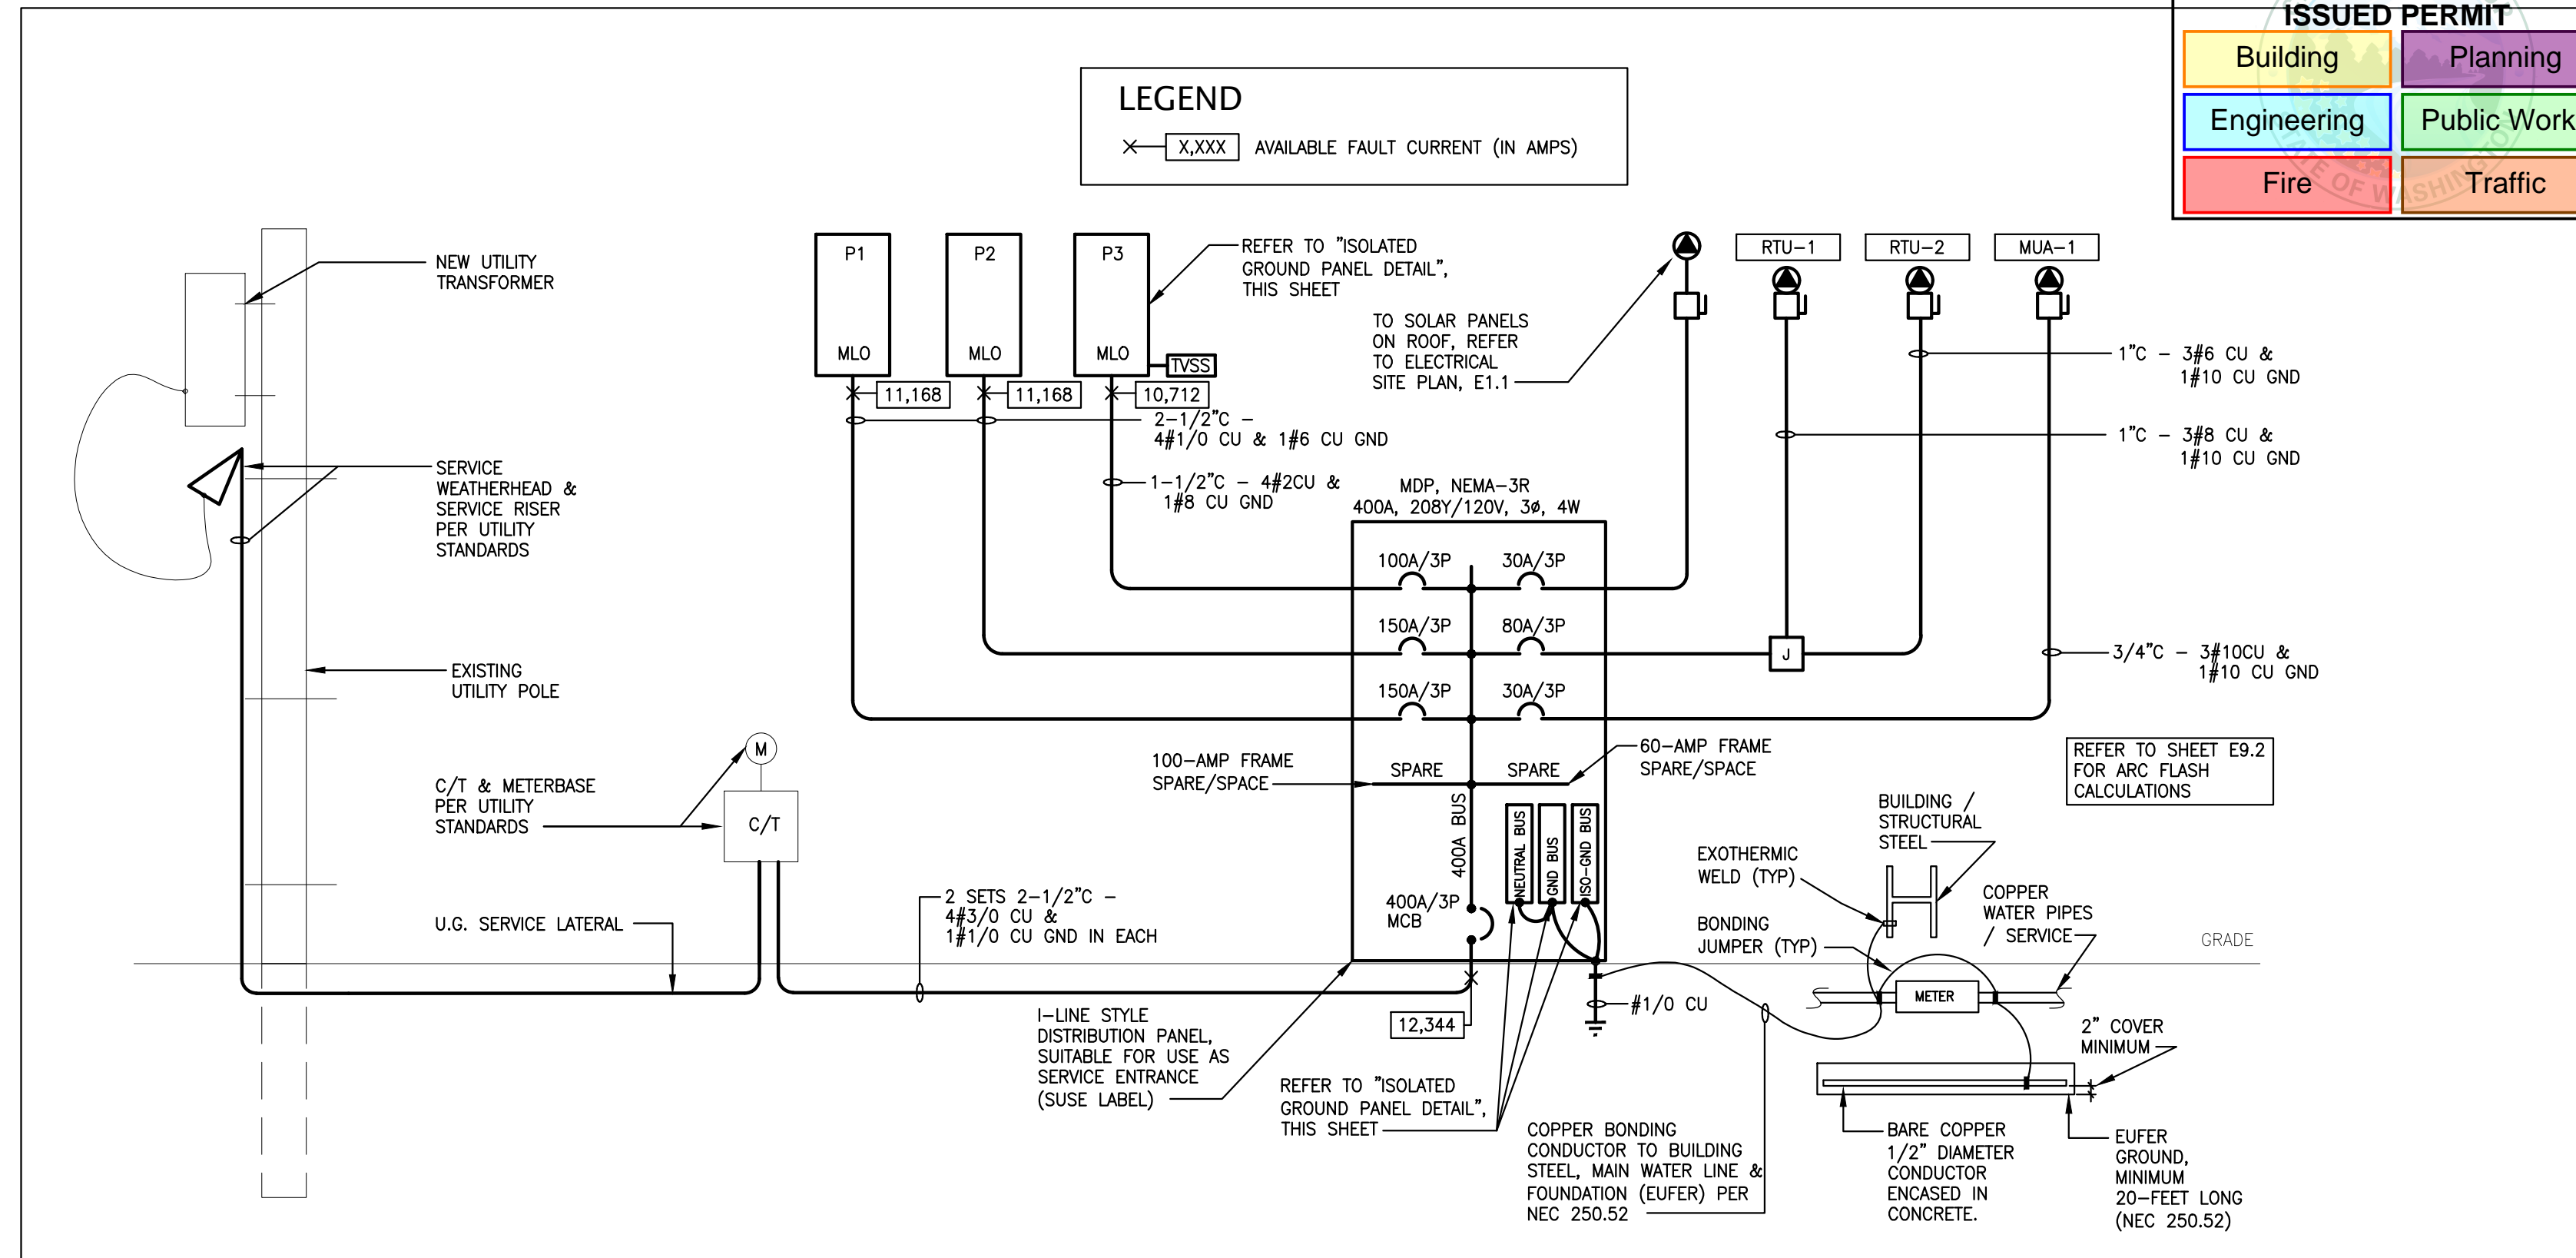 ISSUED PERMIT
Building
Planning
Engineering
Public Work
Fire
Traffic
STATE OF WASHINGTON
LEGEND
X,XXX AVAILABLE FAULT CURRENT (IN AMPS)
NEW UTILITY
TRANSFORMER
SERVICE
WEATHERHEAD &
SERVICE RISER
PER UTILITY
STANDARDS
EXISTING
UTILITY POLE
C/T & METERBASE
PER UTILITY
STANDARDS
U.G. SERVICE LATERAL
M
C/T
P1
MLO
P2
MLO
P3
MLO
TVSS
11,168
11,168
10,712
REFER TO "ISOLATED
GROUND PANEL DETAIL",
THIS SHEET
2-1/2"C -
4#1/0 CU & 1#6 CU GND
1-1/2"C - 4#2CU &
1#8 CU GND
TO SOLAR PANELS
ON ROOF, REFER
TO ELECTRICAL
SITE PLAN, E1.1
RTU-1
RTU-2
MUA-1
1"C - 3#6 CU &
1#10 CU GND
1"C - 3#8 CU &
1#10 CU GND
3/4"C - 3#10CU &
1#10 CU GND
MDP, NEMA-3R
400A, 208Y/120V, 3ø, 4W
100A/3P
30A/3P
150A/3P
80A/3P
J
150A/3P
30A/3P
SPARE
SPARE
100-AMP FRAME
SPARE/SPACE
60-AMP FRAME
SPARE/SPACE
400A BUS
NEUTRAL BUS
GND BUS
ISO-GND BUS
400A/3P
MCB
2 SETS 2-1/2"C -
4#3/0 CU &
1#1/0 CU GND IN EACH
12,344
#1/0 CU
I-LINE STYLE
DISTRIBUTION PANEL,
SUITABLE FOR USE AS
SERVICE ENTRANCE
(SUSE LABEL)
REFER TO "ISOLATED
GROUND PANEL DETAIL",
THIS SHEET
COPPER BONDING
CONDUCTOR TO BUILDING
STEEL, MAIN WATER LINE &
FOUNDATION (EUFER) PER
NEC 250.52
REFER TO SHEET E9.2
FOR ARC FLASH
CALCULATIONS
BUILDING /
STRUCTURAL
STEEL
EXOTHERMIC
WELD (TYP)
BONDING
JUMPER (TYP)
COPPER
WATER PIPES
/ SERVICE
GRADE
METER
2" COVER
MINIMUM
BARE COPPER
1/2" DIAMETER
CONDUCTOR
ENCASED IN
CONCRETE.
EUFER
GROUND,
MINIMUM
20-FEET LONG
(NEC 250.52)